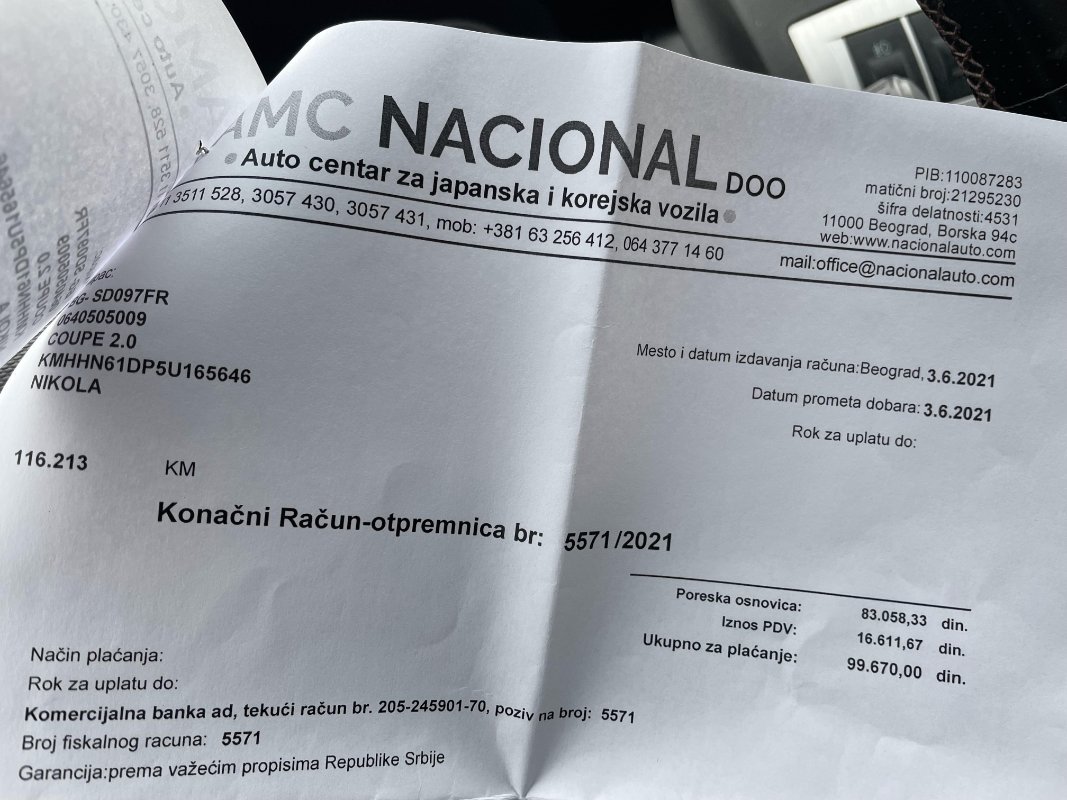 AMC NACIONAL DOO
• Auto centar za japanska i korejska vozila •
3511 528, 3057 430, 3057 431, mob: +381 63 256 412, 064 377 14 60
PIB:110087283
matični broj:21295230
šifra delatnosti:4531
11000 Beograd, Borska 94c
web:www.nacionalauto.com
mail:office@nacionalauto.com
BG- SD097FR
0640505009
COUPE 2.0
KMHHN61DP5U165646
NIKOLA
Mesto i datum izdavanja računa:Beograd, 3.6.2021
Datum prometa dobara: 3.6.2021
Rok za uplatu do:
116.213 KM
Konačni Račun-otpremnica br: 5571/2021
Poreska osnovica: 83.058,33 din.
Iznos PDV: 16.611,67 din.
Ukupno za plaćanje: 99.670,00 din.
Način plaćanja:
Rok za uplatu do:
Komercijalna banka ad, tekući račun br. 205-245901-70, poziv na broj: 5571
Broj fiskalnog racuna: 5571
Garancija:prema važećim propisima Republike Srbije